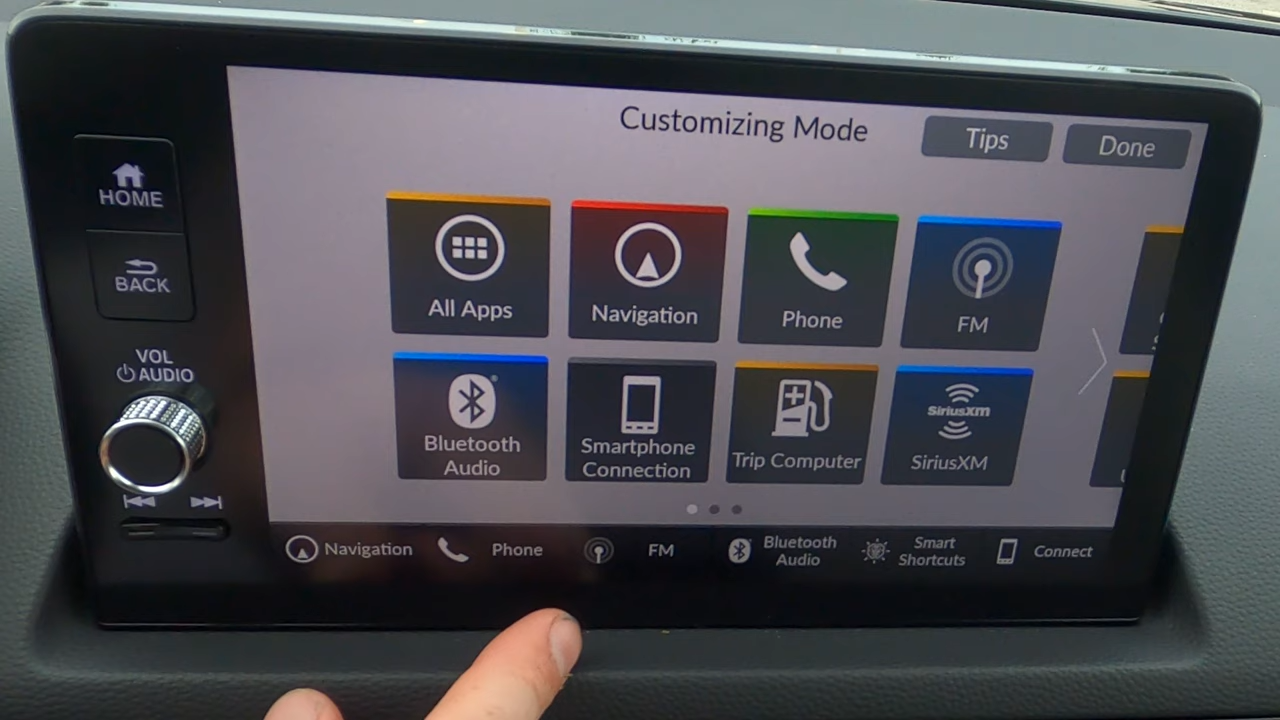 Customizing Mode
Tips
Done
HOME
BACK
VOL
AUDIO
All Apps
Navigation
Phone
FM
Bluetooth
Audio
Smartphone
Connection
Trip Computer
SiriusXM
SiriusXM
Navigation
Phone
FM
Bluetooth
Audio
Smart
Shortcuts
Connect